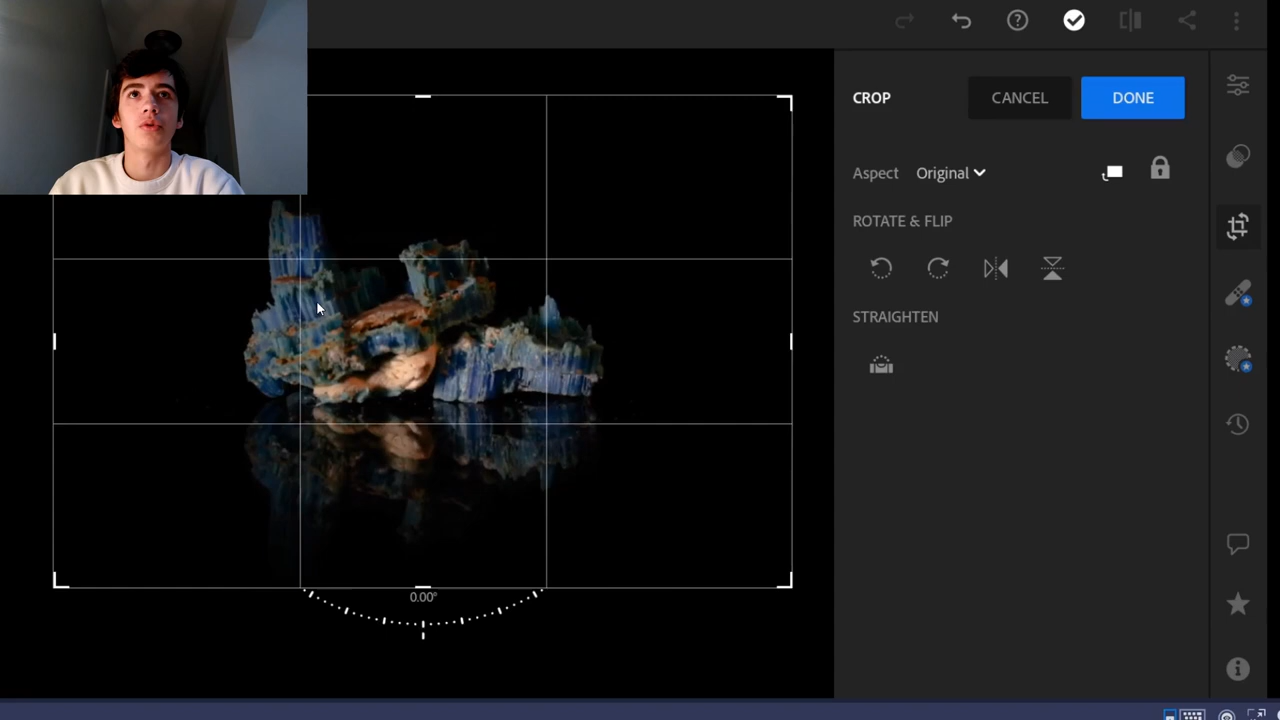 CROP
CANCEL
DONE
Aspect
Original
ROTATE & FLIP
STRAIGHTEN
0.00°